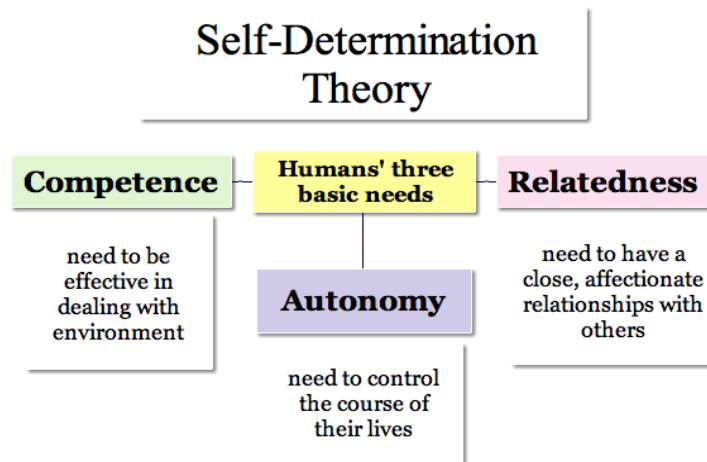 Self-Determination
Theory
Humans' three
basic needs
Competence
need to be
effective in
dealing with
environment
Autonomy
need to control
the course of
their lives
Relatedness
need to have a
close, affectionate
relationships with
others